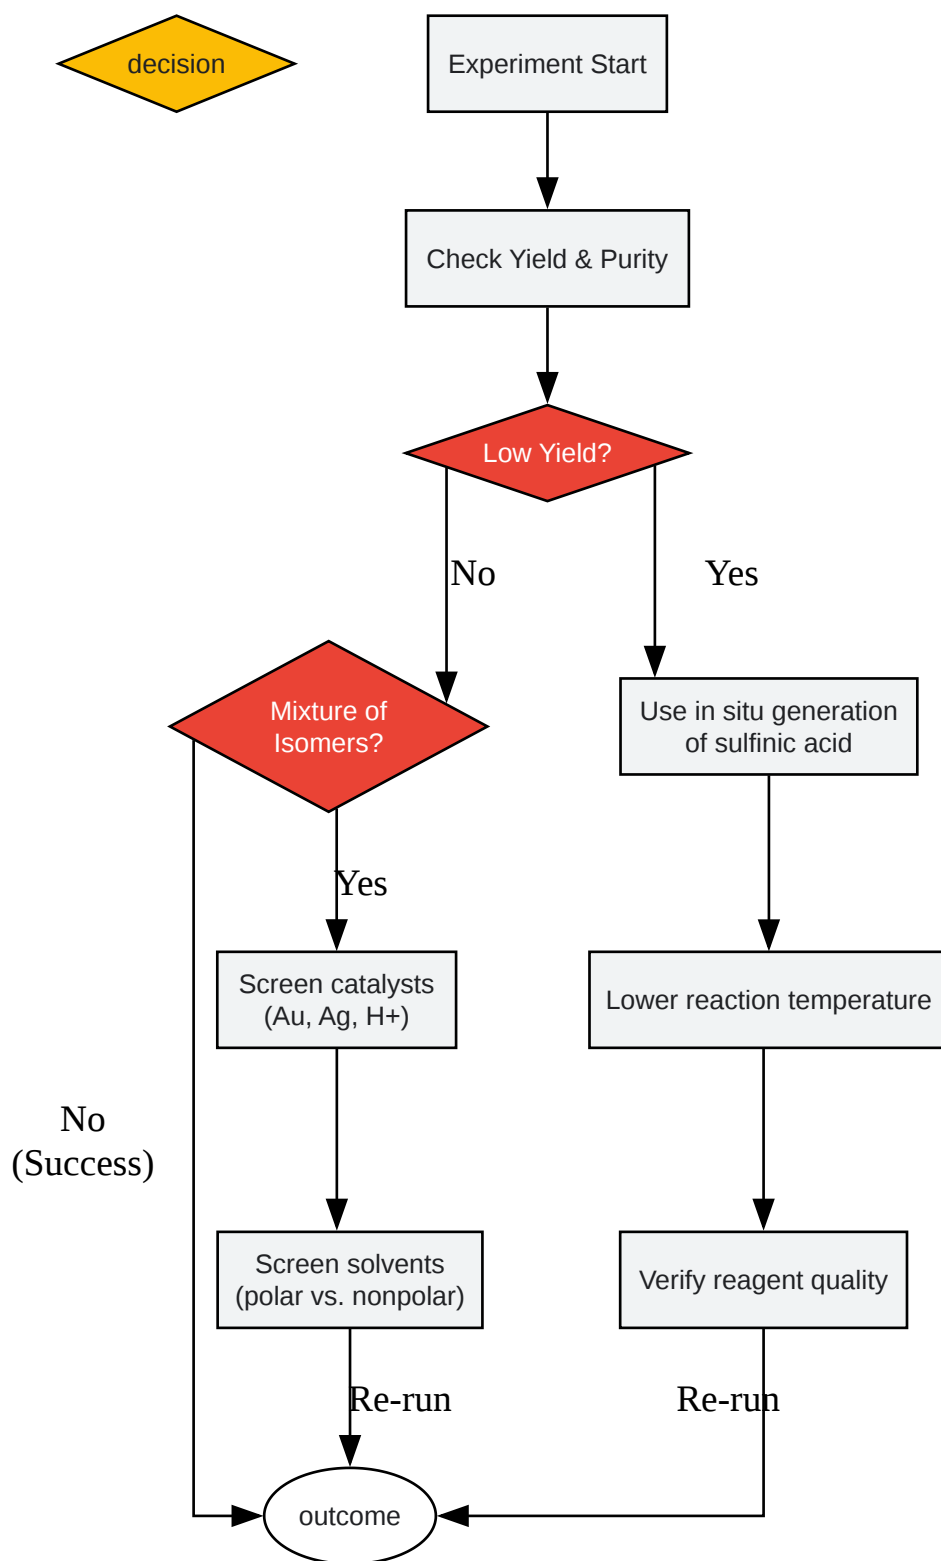 decision
Experiment Start
Check Yield & Purity
Low Yield?
No
Yes
Mixture of
Isomers?
Use in situ generation
of sulfinic acid
Yes
Screen catalysts
(Au, Ag, H+)
Lower reaction temperature
No
(Success)
Screen solvents
(polar vs. nonpolar)
Verify reagent quality
Re-run
Re-run
outcome